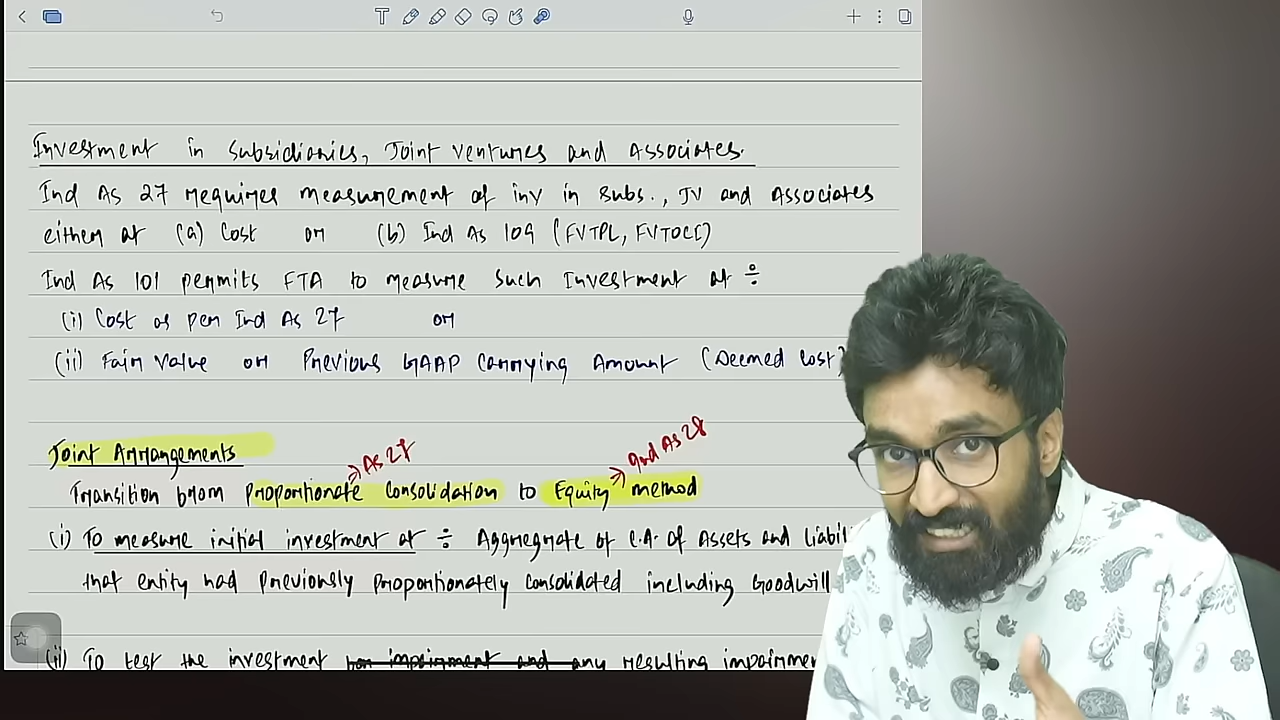 Investment in Subsidiaries, Joint Ventures and Associates.
Ind As 27 requires measurement of inv in Subs., JV and Associates
either at (a) Cost or (b) Ind As 109 (FVTPL, FVTOCI)
Ind As 101 permits FTA to measure Such Investment at ÷
(i) Cost as per Ind As 27 or
(ii) Fair Value or Previous GAAP Carrying Amount (Deemed Cost)
Joint Arrangements
→ As 27
→ Ind As 28
Transition from Proportionate Consolidation to Equity method
(i) To measure initial investment at ÷ Aggregate of C.A. of Assets and
that entity had Previously Proportionately Consolidated including Goodwill
(ii) To test the investment for impairment and any resulting